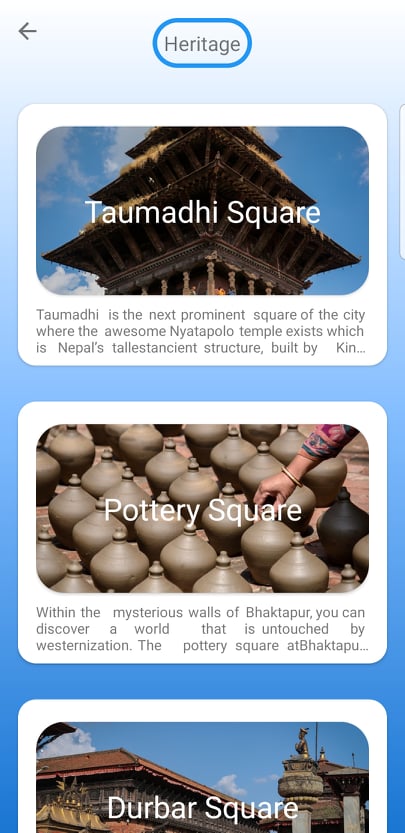 Heritage
Taumadhi Square
Taumadhi is the next prominent square of the city
where the awesome Nyatapolo temple exists which
is Nepal's tallestancient structure, built by Kin...
Pottery Square
Within the mysterious walls of Bhaktapur, you can
discover a world that is untouched by
westernization. The pottery square atBhaktapu...
Durbar Square